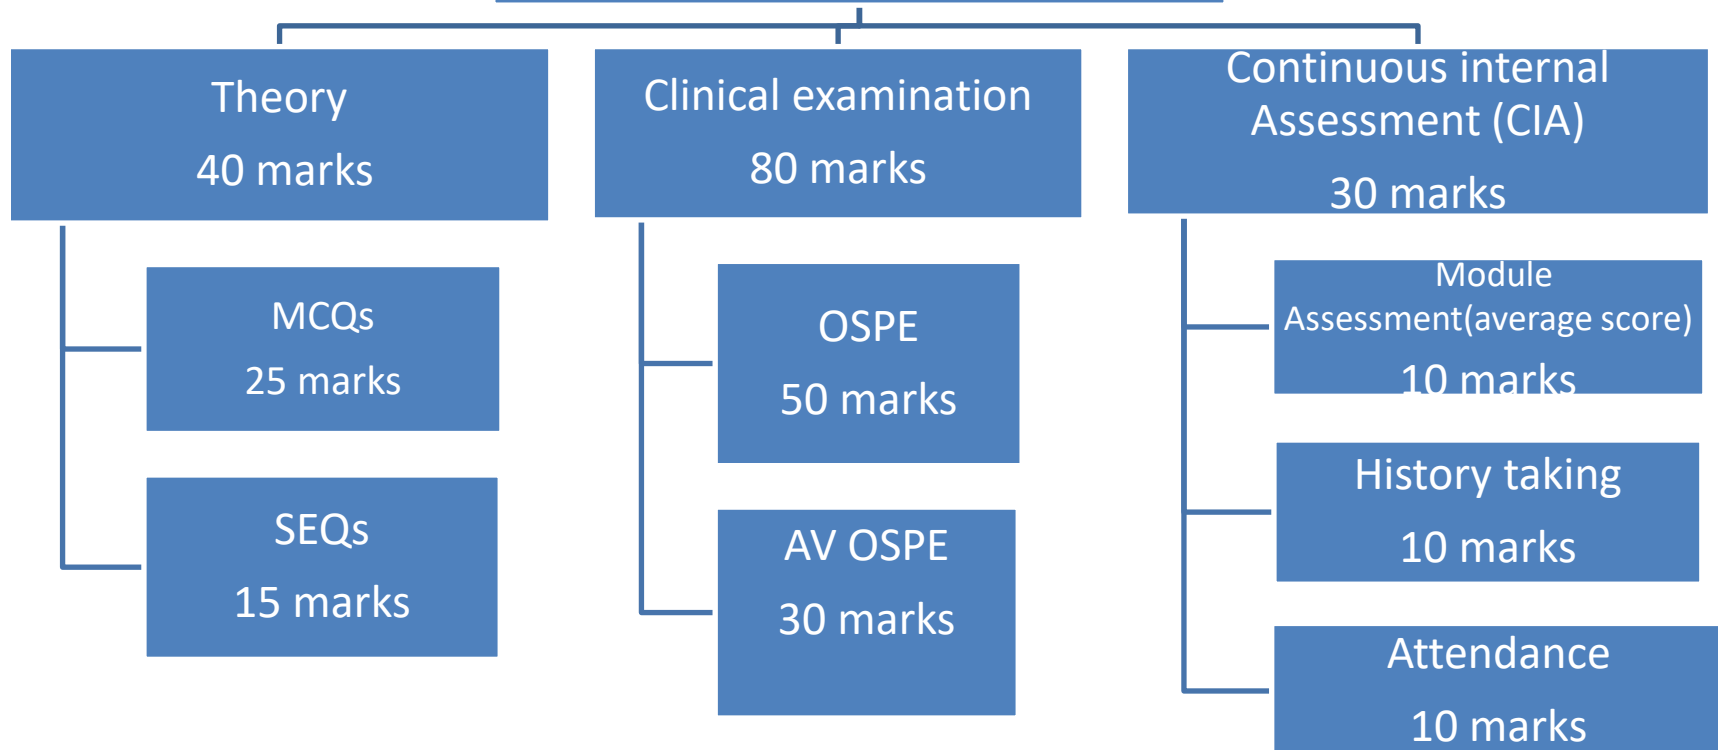 Theory
40 marks
MCQs
25 marks
SEQs
15 marks
Clinical examination
80 marks
OSPE
50 marks
AV OSPE
30 marks
Continuous internal
Assessment (CIA)
30 marks
Module
Assessment(average score)
10 marks
History taking
10 marks
Attendance
10 marks